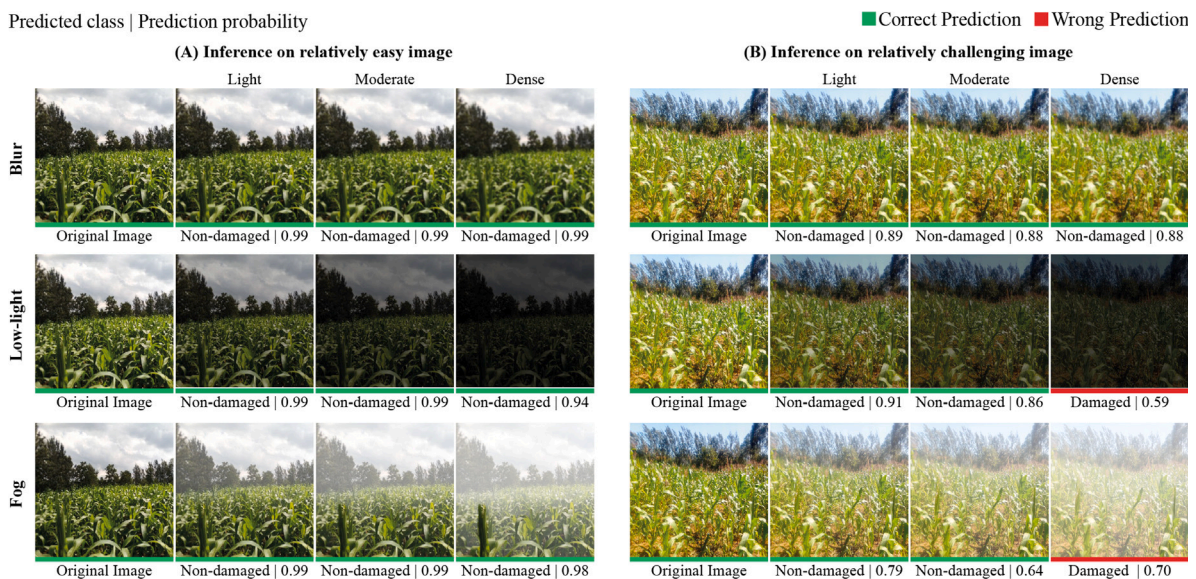 Predicted class | Prediction probability
Correct Prediction Wrong Prediction
(A) Inference on relatively easy image
(B) Inference on relatively challenging image
Light Moderate Dense
Light Moderate Dense
Blur
Original Image Non-damaged | 0.99 Non-damaged | 0.99 Non-damaged | 0.99
Original Image Non-damaged | 0.89 Non-damaged | 0.88 Non-damaged | 0.88
Low-light
Original Image Non-damaged | 0.99 Non-damaged | 0.99 Non-damaged | 0.94
Original Image Non-damaged | 0.91 Non-damaged | 0.86 Damaged | 0.59
Fog
Original Image Non-damaged | 0.99 Non-damaged | 0.99 Non-damaged | 0.98
Original Image Non-damaged | 0.79 Non-damaged | 0.64 Damaged | 0.70